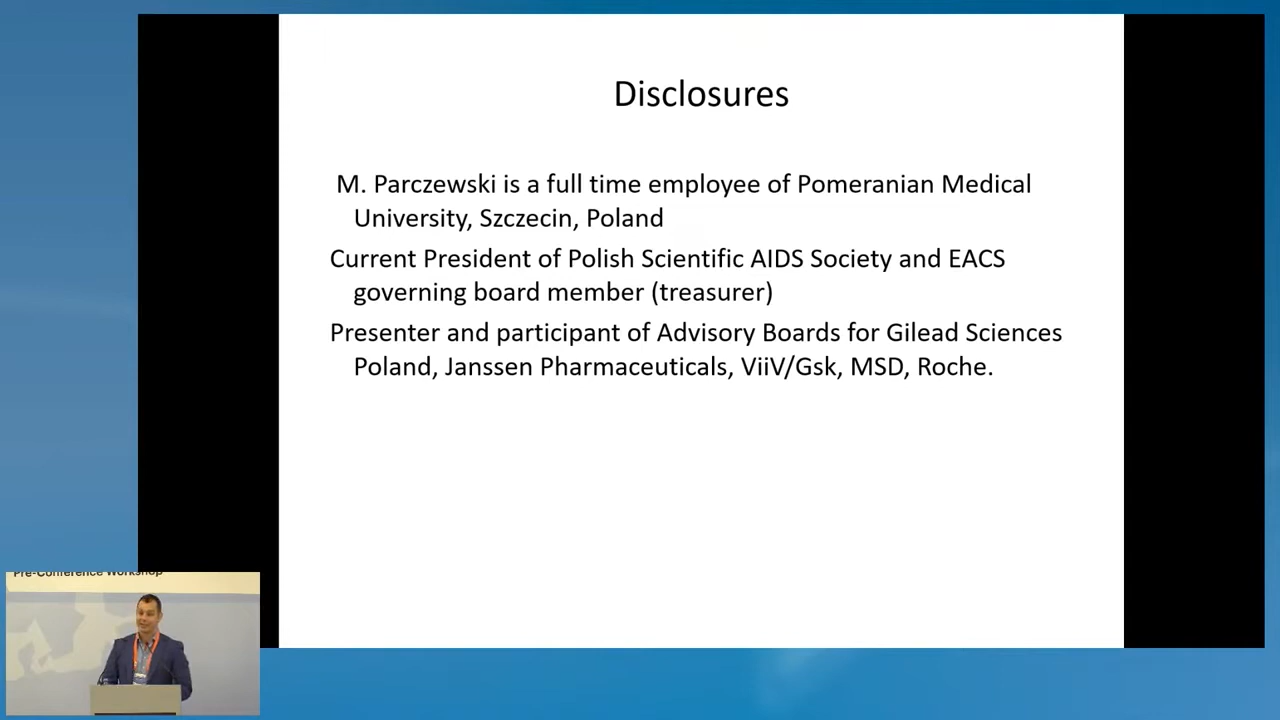 Disclosures
M. Parczewski is a full time employee of Pomeranian Medical
University, Szczecin, Poland
Current President of Polish Scientific AIDS Society and EACS
governing board member (treasurer)
Presenter and participant of Advisory Boards for Gilead Sciences
Poland, Janssen Pharmaceuticals, ViiV/Gsk, MSD, Roche.
Pre-Conference Workshop